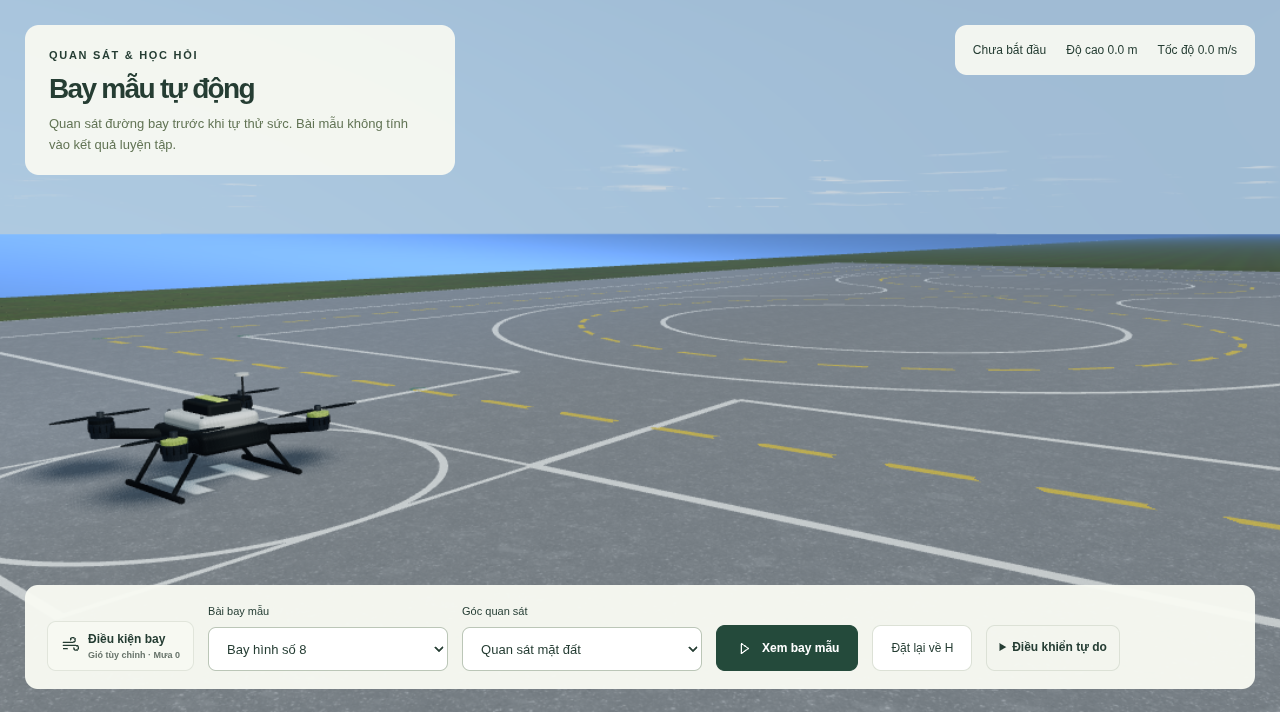 QUAN SÁT & HỌC HỎI
Bay mẫu tự động
Quan sát đường bay trước khi tự thử sức. Bài mẫu không tính
vào kết quả luyện tập.
Chưa bắt đầu Độ cao 0.0 m Tốc độ 0.0 m/s
H
Điều kiện bay
Gió tùy chỉnh · Mưa 0
Bài bay mẫu
Bay hình số 8
Góc quan sát
Quan sát mặt đất
Xem bay mẫu
Đặt lại về H
Điều khiển tự do